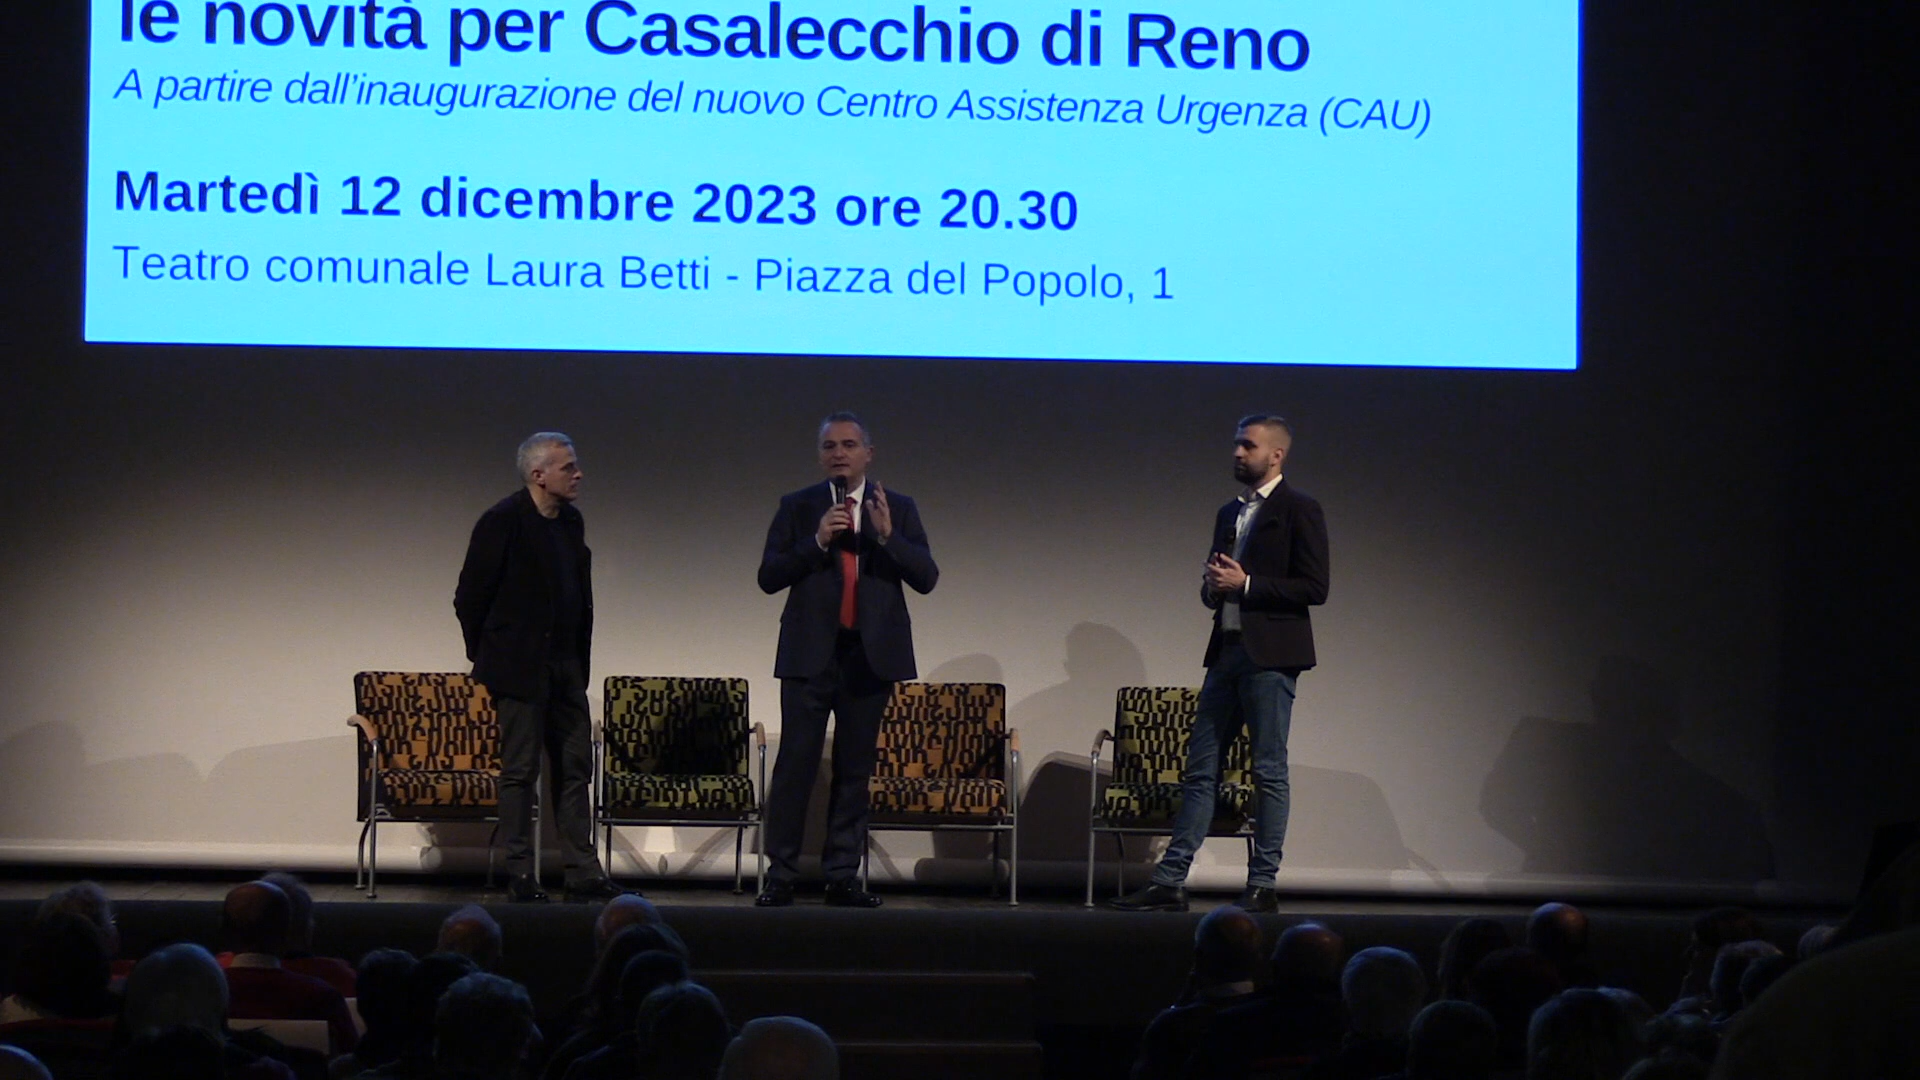 le novità per Casalecchio di Reno
A partire dall'inaugurazione del nuovo Centro Assistenza Urgenza (CAU)
Martedì 12 dicembre 2023 ore 20.30
Teatro comunale Laura Betti - Piazza del Popolo, 1